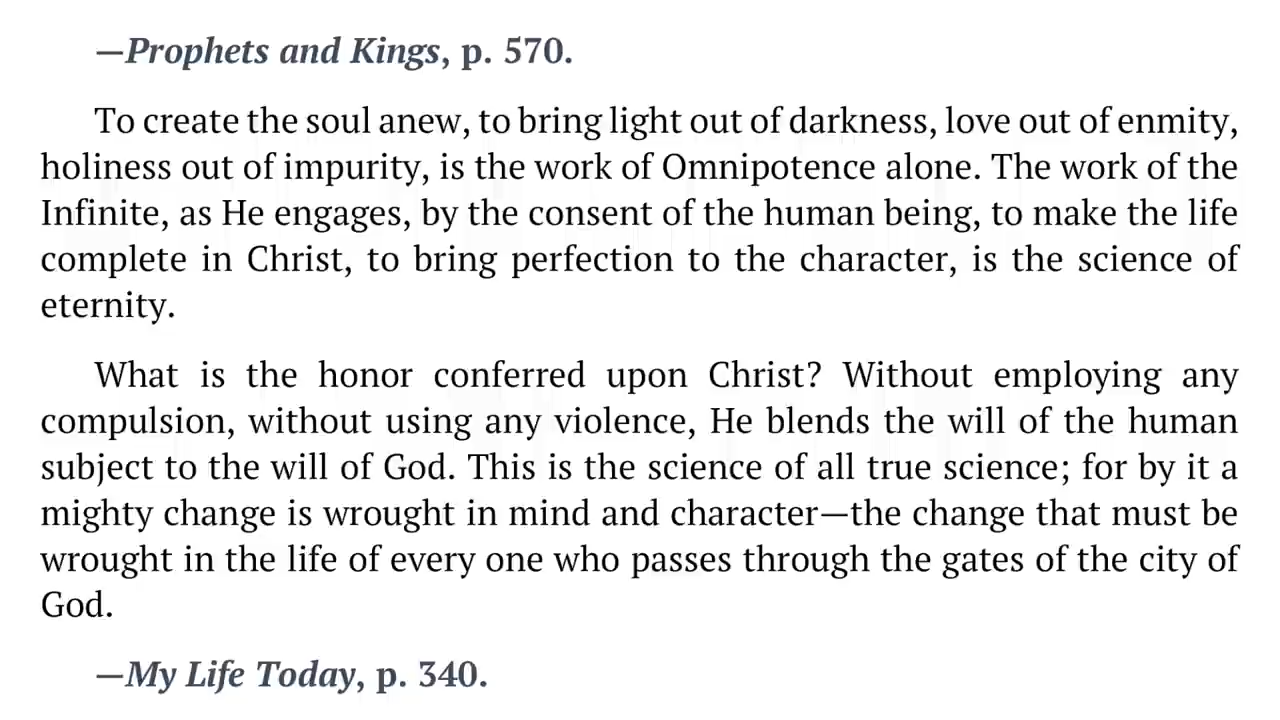 —Prophets and Kings, p. 570.
To create the soul anew, to bring light out of darkness, love out of enmity,
holiness out of impurity, is the work of Omnipotence alone. The work of the
Infinite, as He engages, by the consent of the human being, to make the life
complete in Christ, to bring perfection to the character, is the science of
eternity.
What is the honor conferred upon Christ? Without employing any
compulsion, without using any violence, He blends the will of the human
subject to the will of God. This is the science of all true science; for by it a
mighty change is wrought in mind and character—the change that must be
wrought in the life of every one who passes through the gates of the city of
God.
—My Life Today, p. 340.